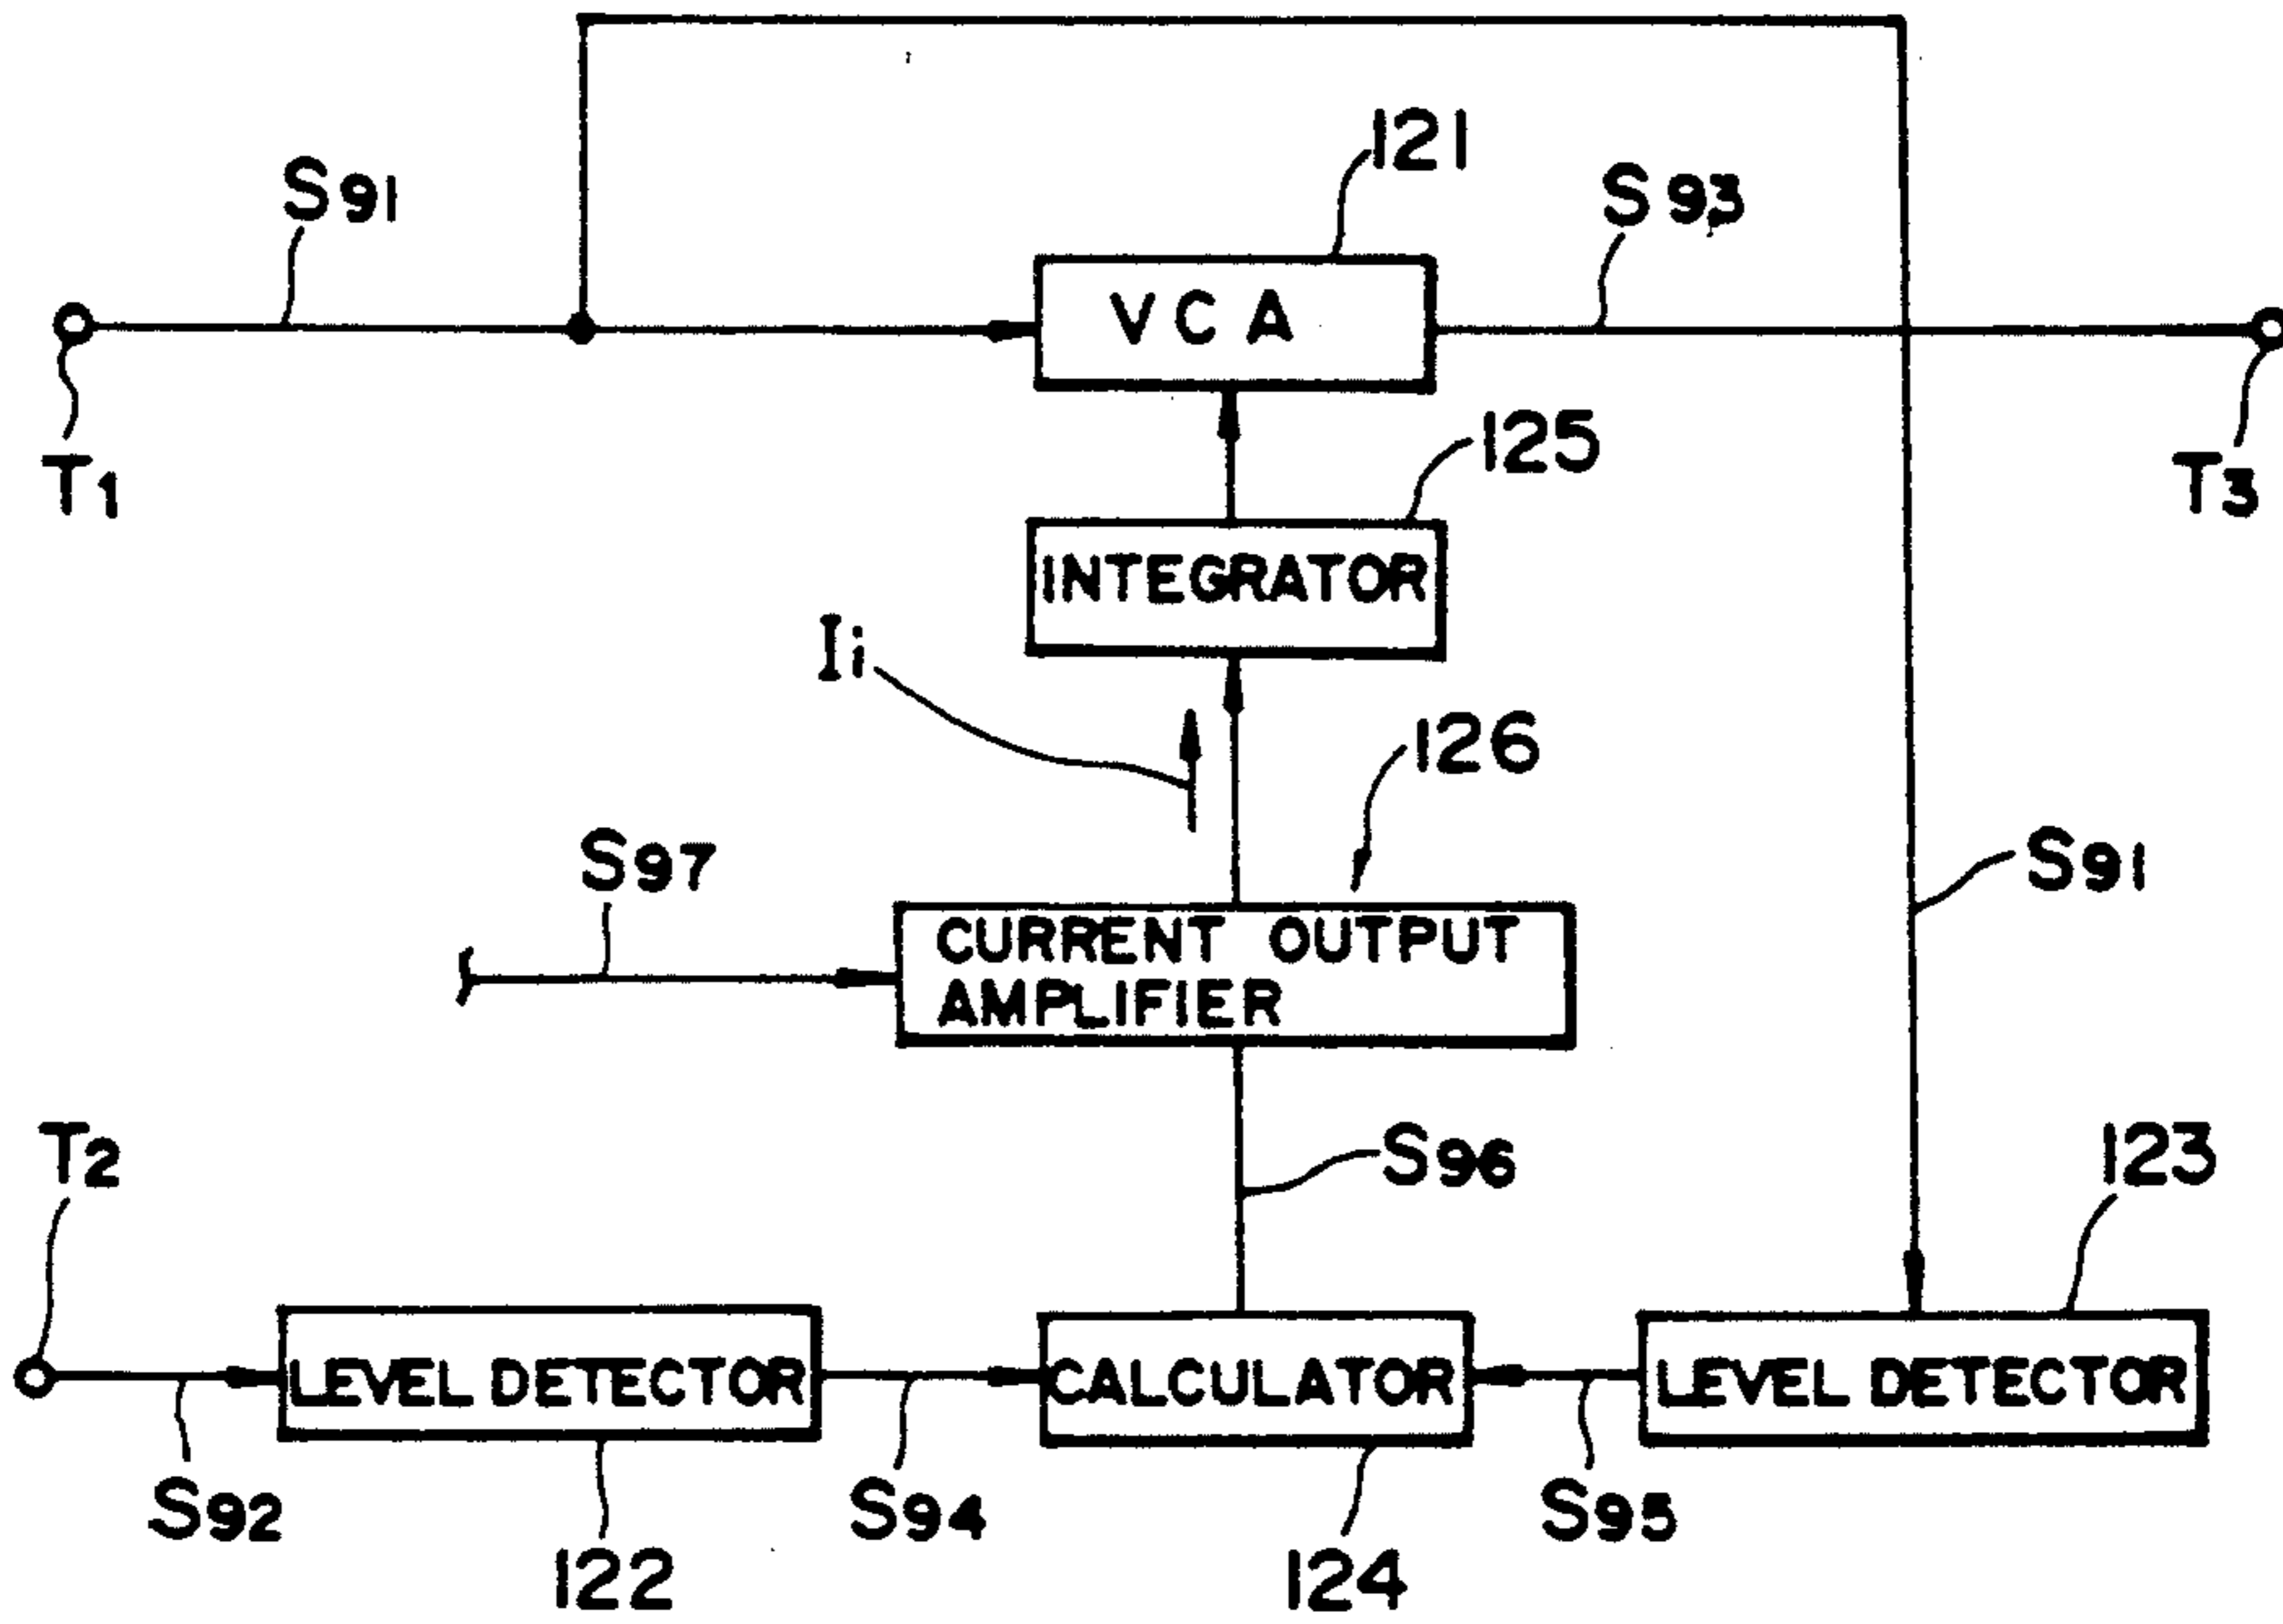 121
S91
S93
VCA
T1
125
T3
INTEGRATOR
Ii
126
S97
S91
CURRENT OUTPUT
AMPLIFIER
T2
S96
123
LEVEL DETECTOR
CALCULATOR
LEVEL DETECTOR
S92
S94
S95
122
124